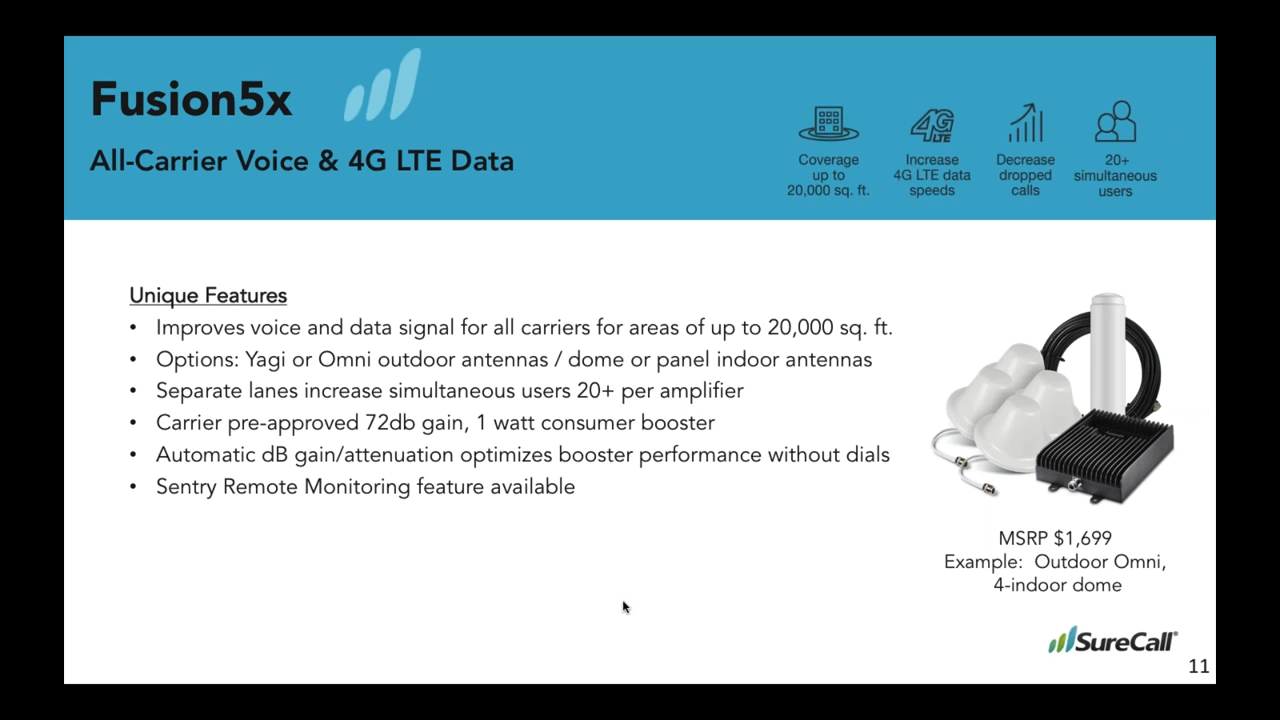 Fusion5x
All-Carrier Voice & 4G LTE Data
Coverage
up to
20,000 sq. ft.
4G
LTE
Increase
4G LTE data
speeds
Decrease
dropped
calls
20+
simultaneous
users
Unique Features
• Improves voice and data signal for all carriers for areas of up to 20,000 sq. ft.
• Options: Yagi or Omni outdoor antennas / dome or panel indoor antennas
• Separate lanes increase simultaneous users 20+ per amplifier
• Carrier pre-approved 72db gain, 1 watt consumer booster
• Automatic dB gain/attenuation optimizes booster performance without dials
• Sentry Remote Monitoring feature available
MSRP $1,699
Example: Outdoor Omni,
4-indoor dome
SureCall®
11